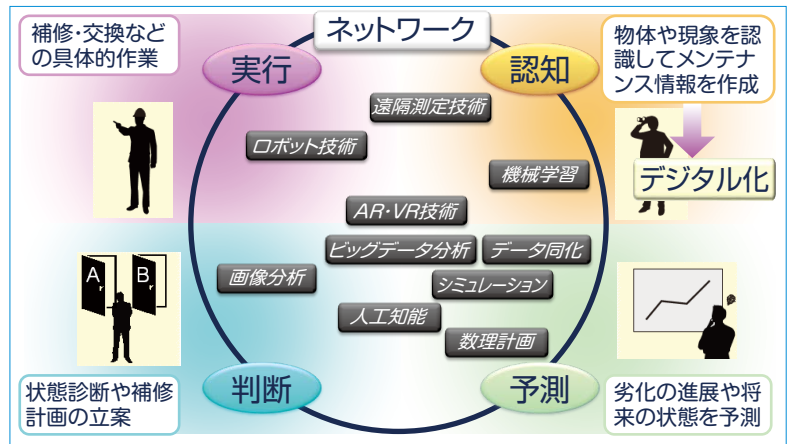 ネットワーク
補修・交換など
の具体的作業
実行
認知
物体や現象を認
識してメンテナ
ンス情報を作成
遠隔測定技術
ロボット技術
機械学習
デジタル化
AR・VR技術
ビッグデータ分析
データ同化
画像分析
シミュレーション
人工知能
数理計画
A
r
B
r
状態診断や補修
計画の立案
判断
予測
劣化の進展や将
来の状態を予測